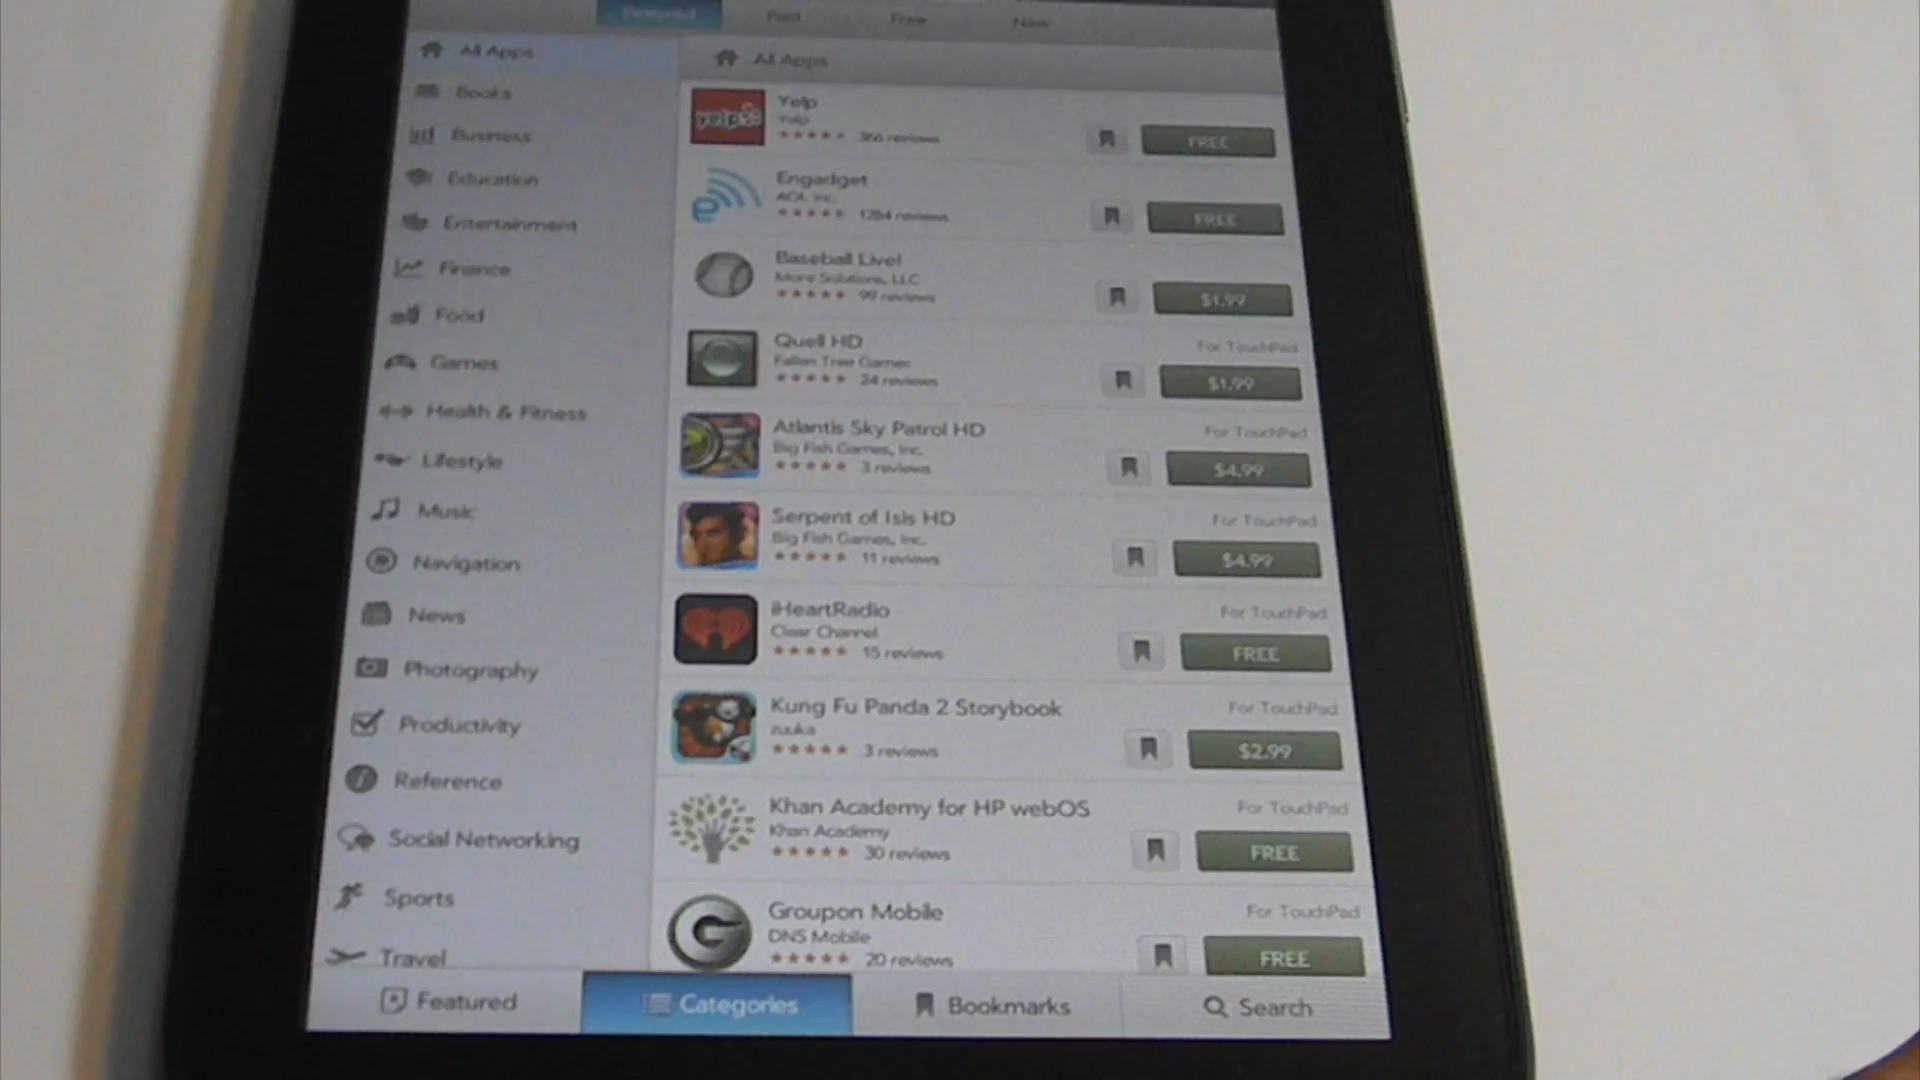 Featured Paid Free New
All Apps
Books
Business
Education
Entertainment
Finance
Food
Games
Health & Fitness
Lifestyle
Music
Navigation
News
Photography
Productivity
Reference
Social Networking
Sports
Travel
All Apps
yelp
Yelp
Yelp
366 reviews
FREE
Engadget
AOL Inc.
1284 reviews
FREE
Baseball Live!
More Solutions, LLC
99 reviews
$1.99
Quell HD
Fallen Tree Games
24 reviews
For TouchPad
$1.99
Atlantis Sky Patrol HD
Big Fish Games, Inc.
3 reviews
For TouchPad
$4.99
Serpent of Isis HD
Big Fish Games, Inc.
11 reviews
For TouchPad
$4.99
iHeartRadio
Clear Channel
15 reviews
For TouchPad
FREE
Kung Fu Panda 2 Storybook
ruuka
3 reviews
For TouchPad
$2.99
Khan Academy for HP webOS
Khan Academy
30 reviews
For TouchPad
FREE
Groupon Mobile
DNS Mobile
20 reviews
For TouchPad
FREE
Featured Categories Bookmarks Search